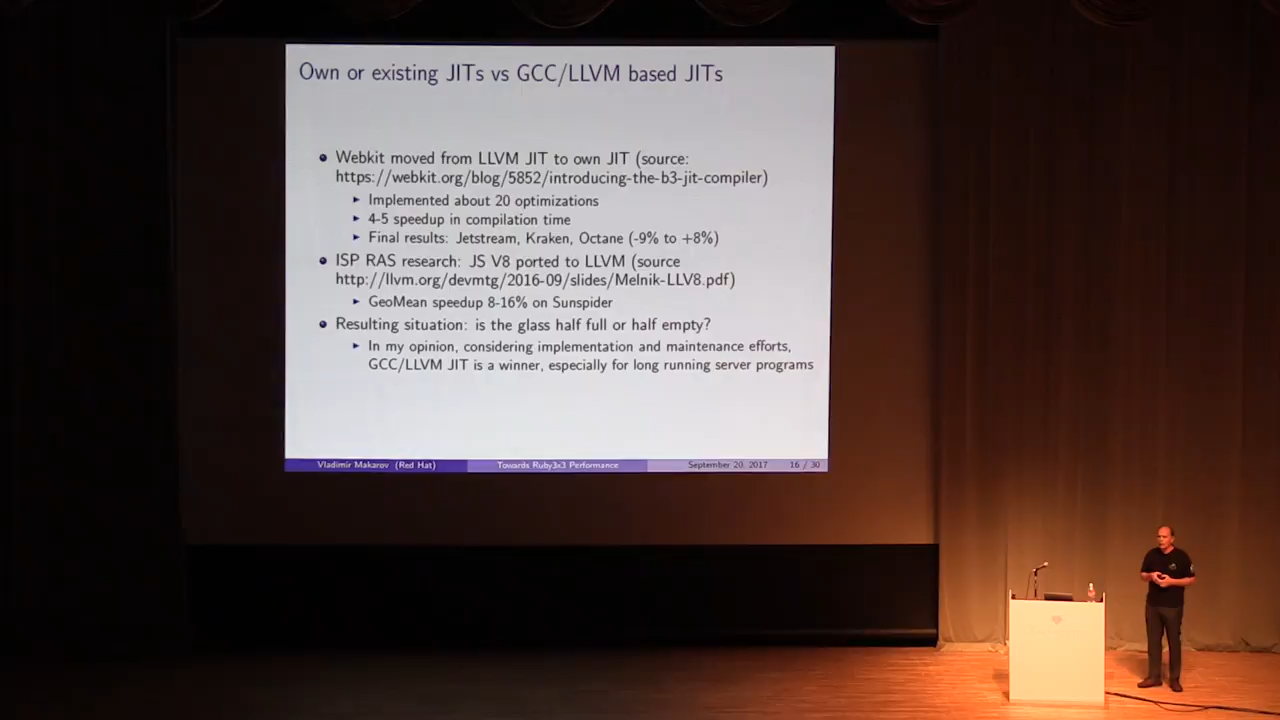 Own or existing JITs vs GCC/LLVM based JITs
Webkit moved from LLVM JIT to own JIT (source:
https://webkit.org/blog/5852/introducing-the-b3-jit-compiler)
Implemented about 20 optimizations
4-5 speedup in compilation time
Final results: Jetstream, Kraken, Octane (-9% to +8%)
ISP RAS research: JS V8 ported to LLVM (source
http://llvm.org/devmtg/2016-09/slides/Melnik-LLV8.pdf)
GeoMean speedup 8-16% on Sunspider
Resulting situation: is the glass half full or half empty?
In my opinion, considering implementation and maintenance efforts,
GCC/LLVM JIT is a winner, especially for long running server programs
Vladimir Makarov (Red Hat) Towards Ruby3x3 Performance September 20, 2017 16 / 30